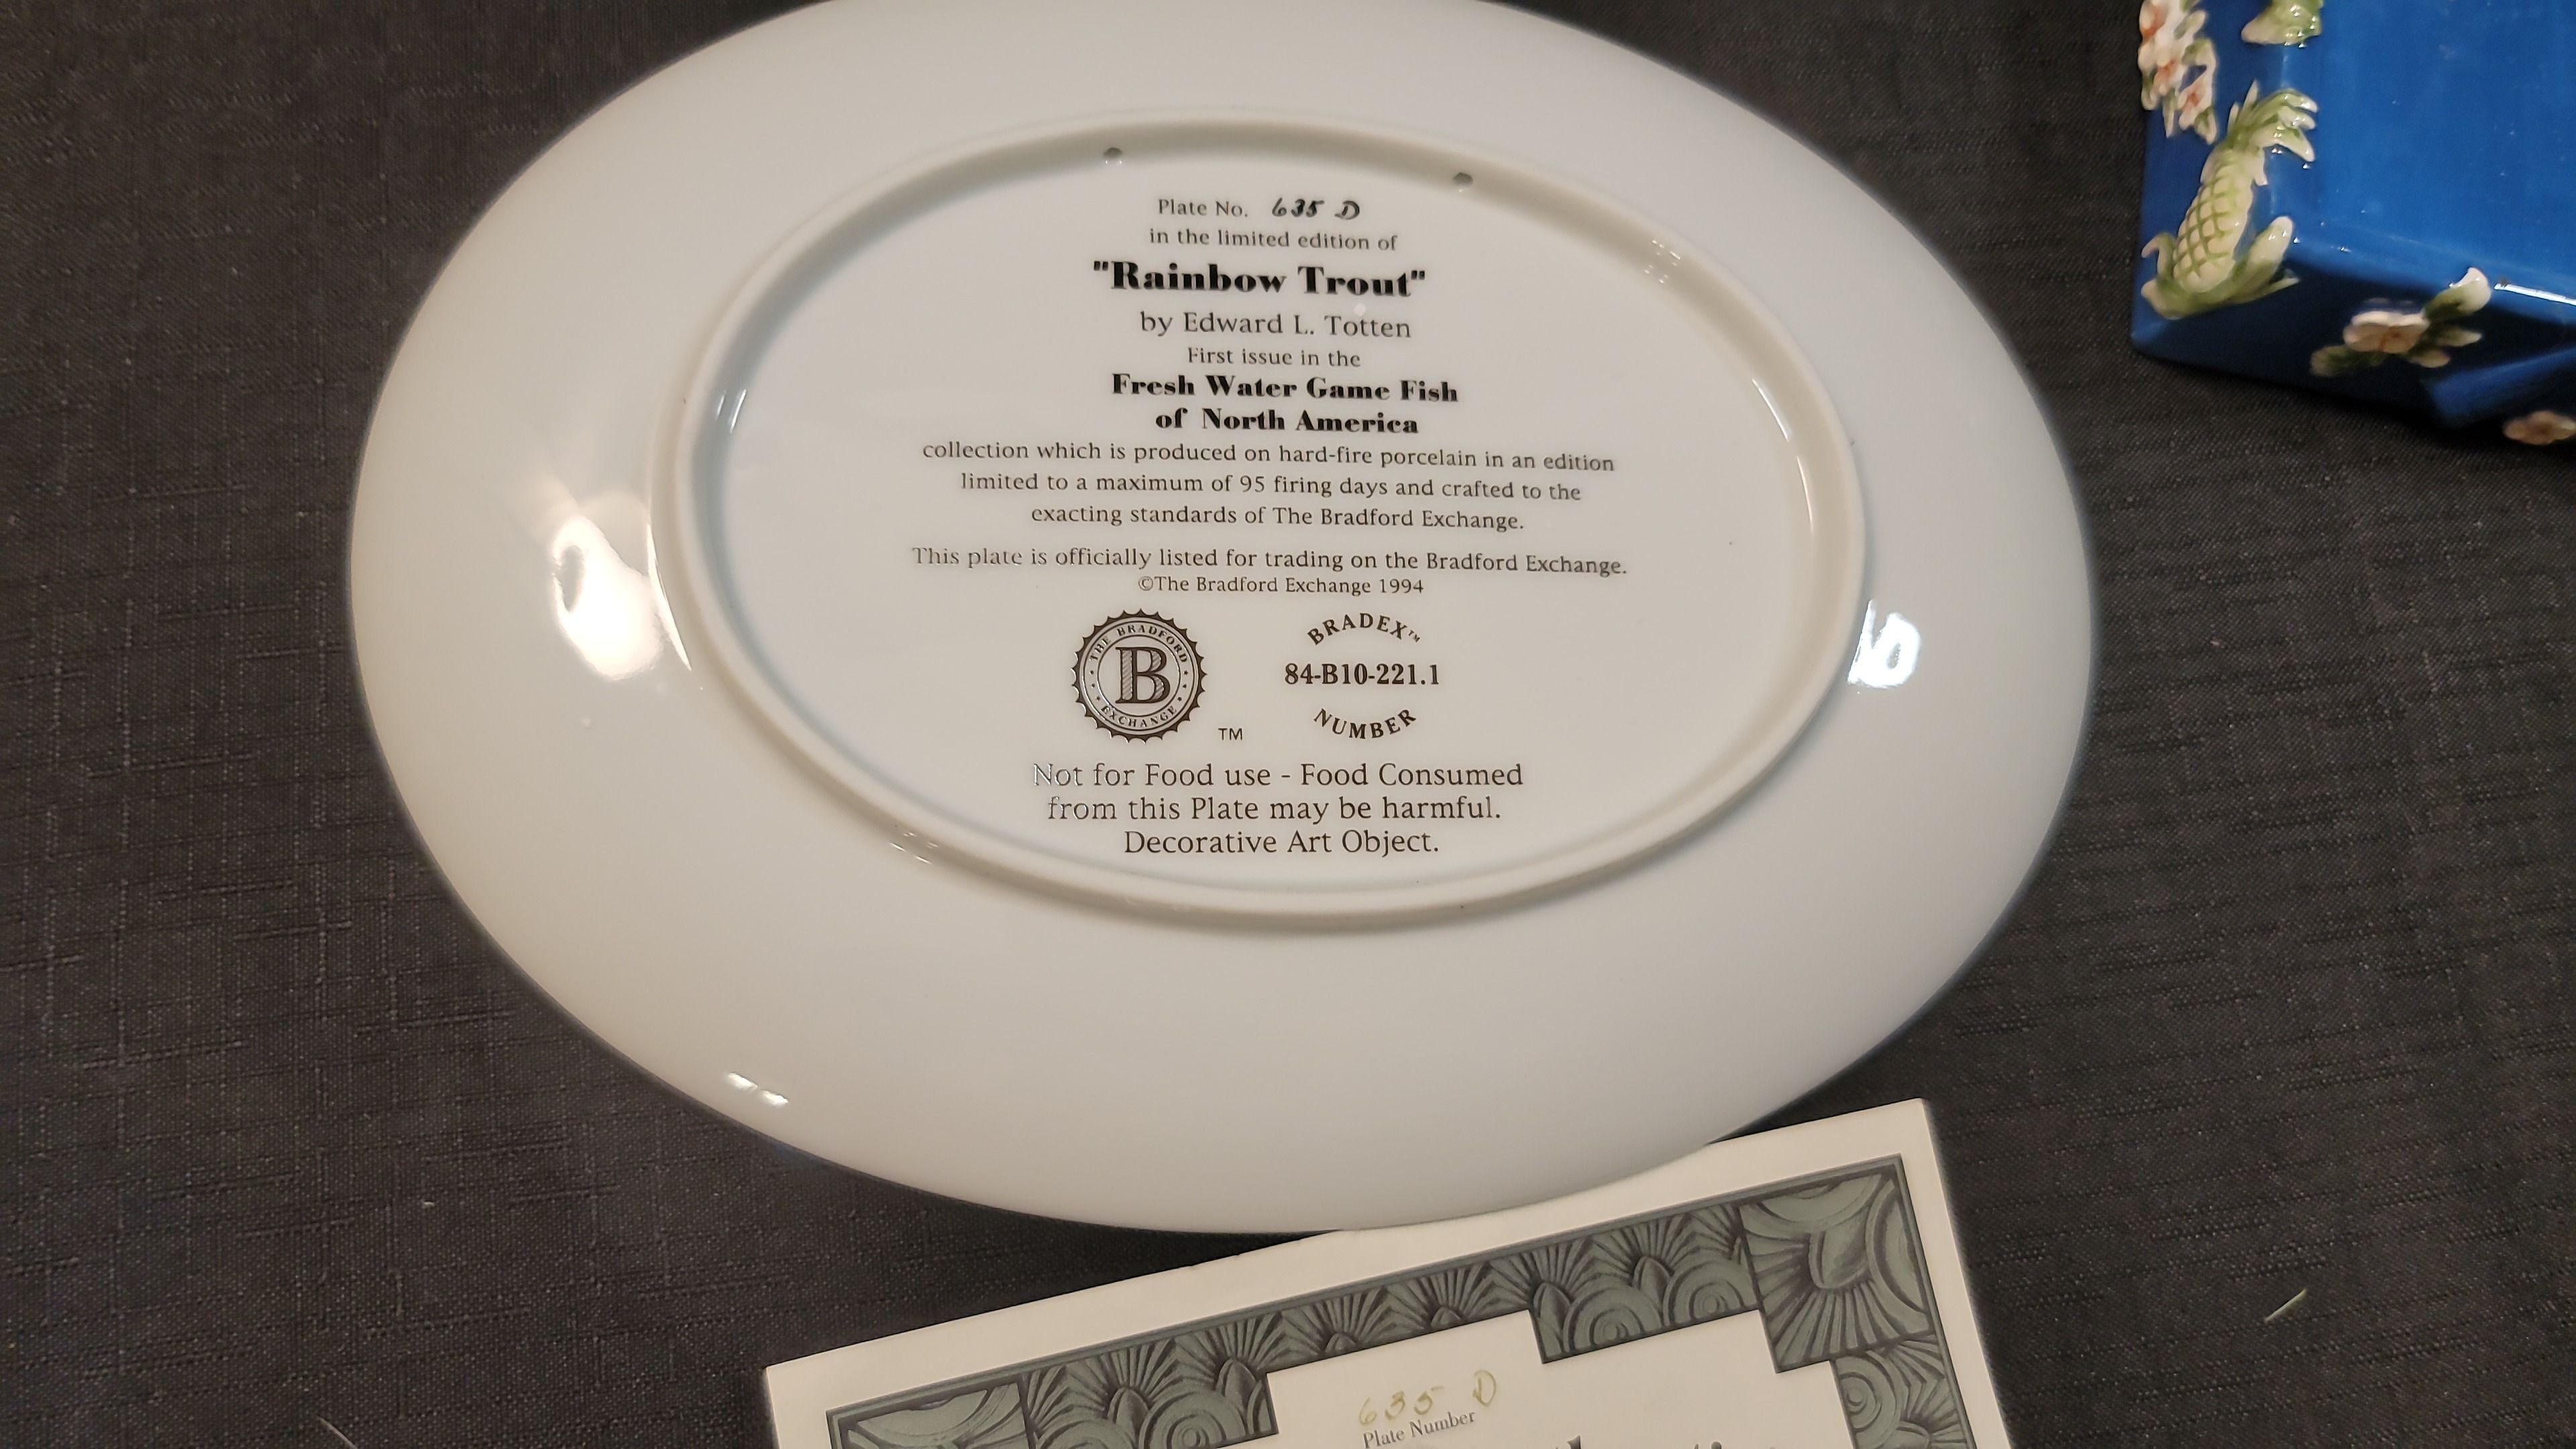 Plate No. 635 D
in the limited edition of
"Rainbow Trout"
by Edward L. Totten
First issue in the
Fresh Water Game Fish
of North America
collection which is produced on hard-fire porcelain in an edition
limited to a maximum of 95 firing days and crafted to the
exacting standards of The Bradford Exchange.
This plate is officially listed for trading on the Bradford Exchange.
©The Bradford Exchange 1994
THE BRADFORD
B
EXCHANGE
TM
BRADEX™
84-B10-221.1
NUMBER
Not for Food use - Food Consumed
from this Plate may be harmful.
Decorative Art Object.
635 D
Plate Number